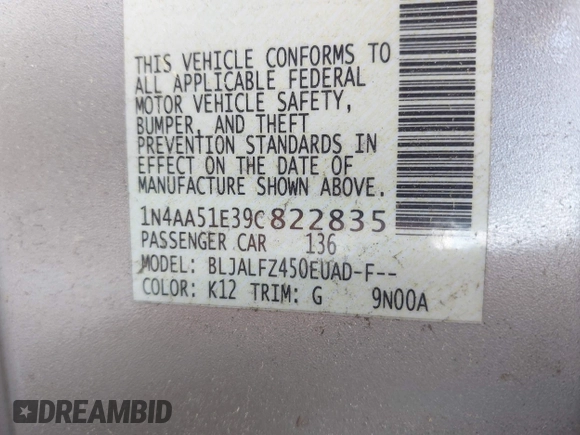 THIS VEHICLE CONFORMS TO
ALL APPLICABLE FEDERAL
MOTOR VEHICLE SAFETY,
BUMPER, AND THEFT
PREVENTION STANDARDS IN
EFFECT ON THE DATE OF
MANUFACTURE SHOWN ABOVE.
1N4AA51E39C822835
PASSENGER CAR 136
MODEL: BLJALFZ450EUAD-F--
COLOR: K12 TRIM: G 9N00A
DREAMBID